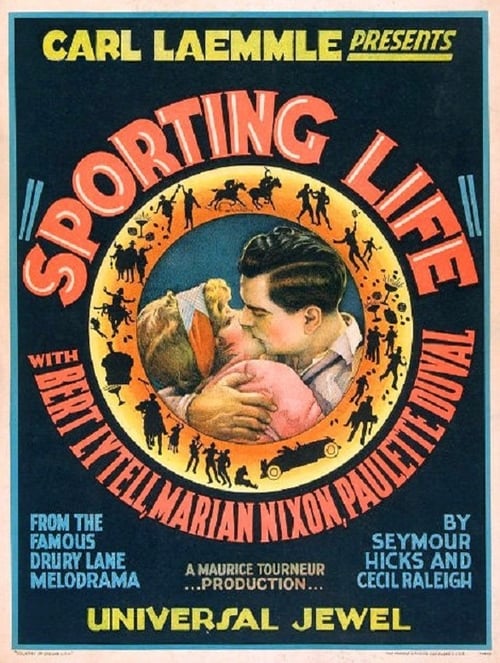 CARL LAEMMLE PRESENTS
"SPORTING LIFE"
WITH
BERT LYTELL, MARIAN NIXON, PAULETTE DUVAL
FROM THE
FAMOUS
DRURY LANE
MELODRAMA
A MAURICE TOURNEUR
...PRODUCTION...
BY
SEYMOUR
HICKS AND
CECIL RALEIGH
UNIVERSAL JEWEL